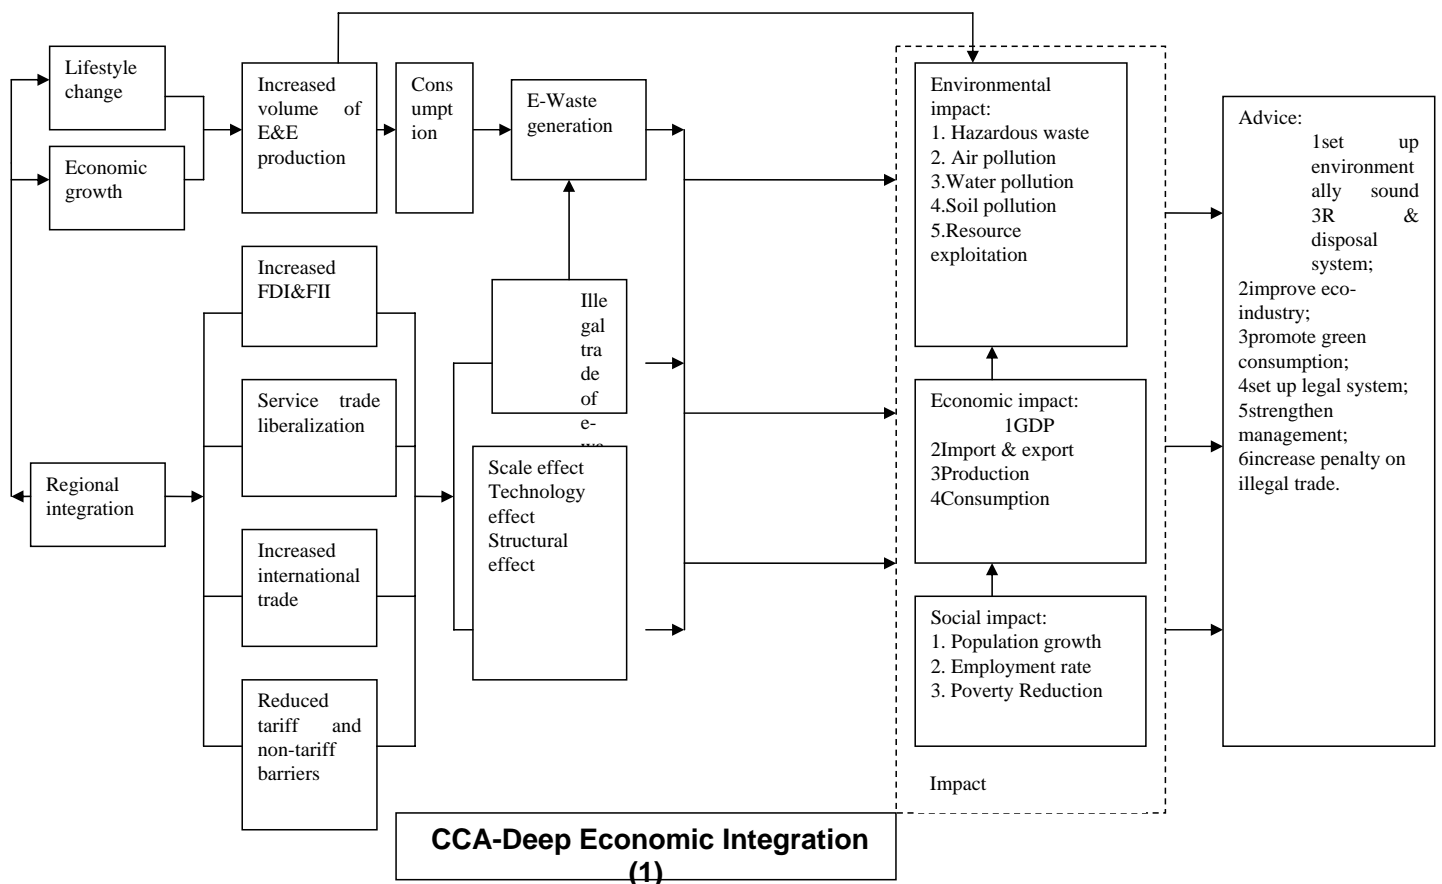 Lifestyle
change
Economic
growth
Increased
volume of
E&E
production
Cons
umpt
ion
E-Waste
generation
Increased
FDI&FII
Service trade
liberalization
Increased
international
trade
Reduced
tariff and
non-tariff
barriers
Regional
integration
Ille
gal
tra
de
of
e-
Scale effect
Technology
effect
Structural
effect
Environmental
impact:
1. Hazardous waste
2. Air pollution
3.Water pollution
4.Soil pollution
5.Resource
exploitation
Economic impact:
1GDP
2Import & export
3Production
4Consumption
Social impact:
1. Population growth
2. Employment rate
3. Poverty Reduction
Impact
Advice:
1set up
environment
ally sound
3R &
disposal
system;
2improve eco-
industry;
3promote green
consumption;
4set up legal system;
5strengthen
management;
6increase penalty on
illegal trade.
CCA-Deep Economic Integration
(1)